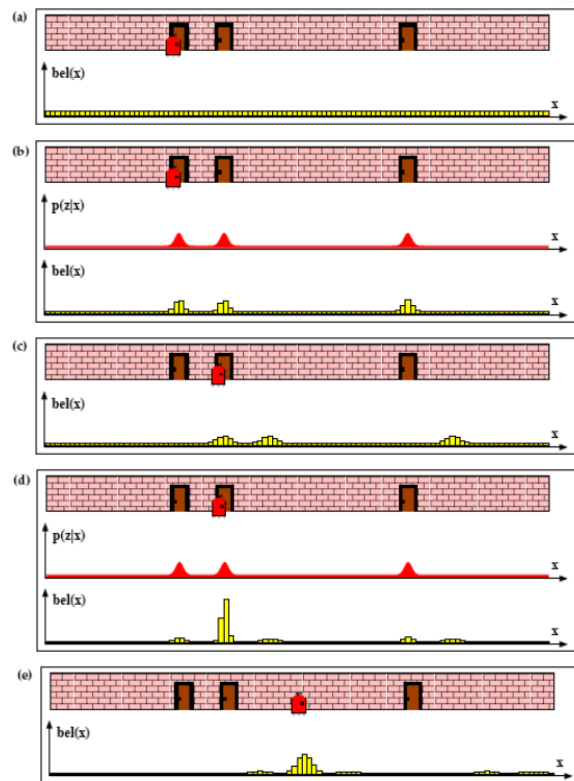 (a)
bel(x)
x
(b)
p(z|x)
x
bel(x)
x
(c)
bel(x)
x
(d)
p(z|x)
x
bel(x)
x
(e)
bel(x)
x